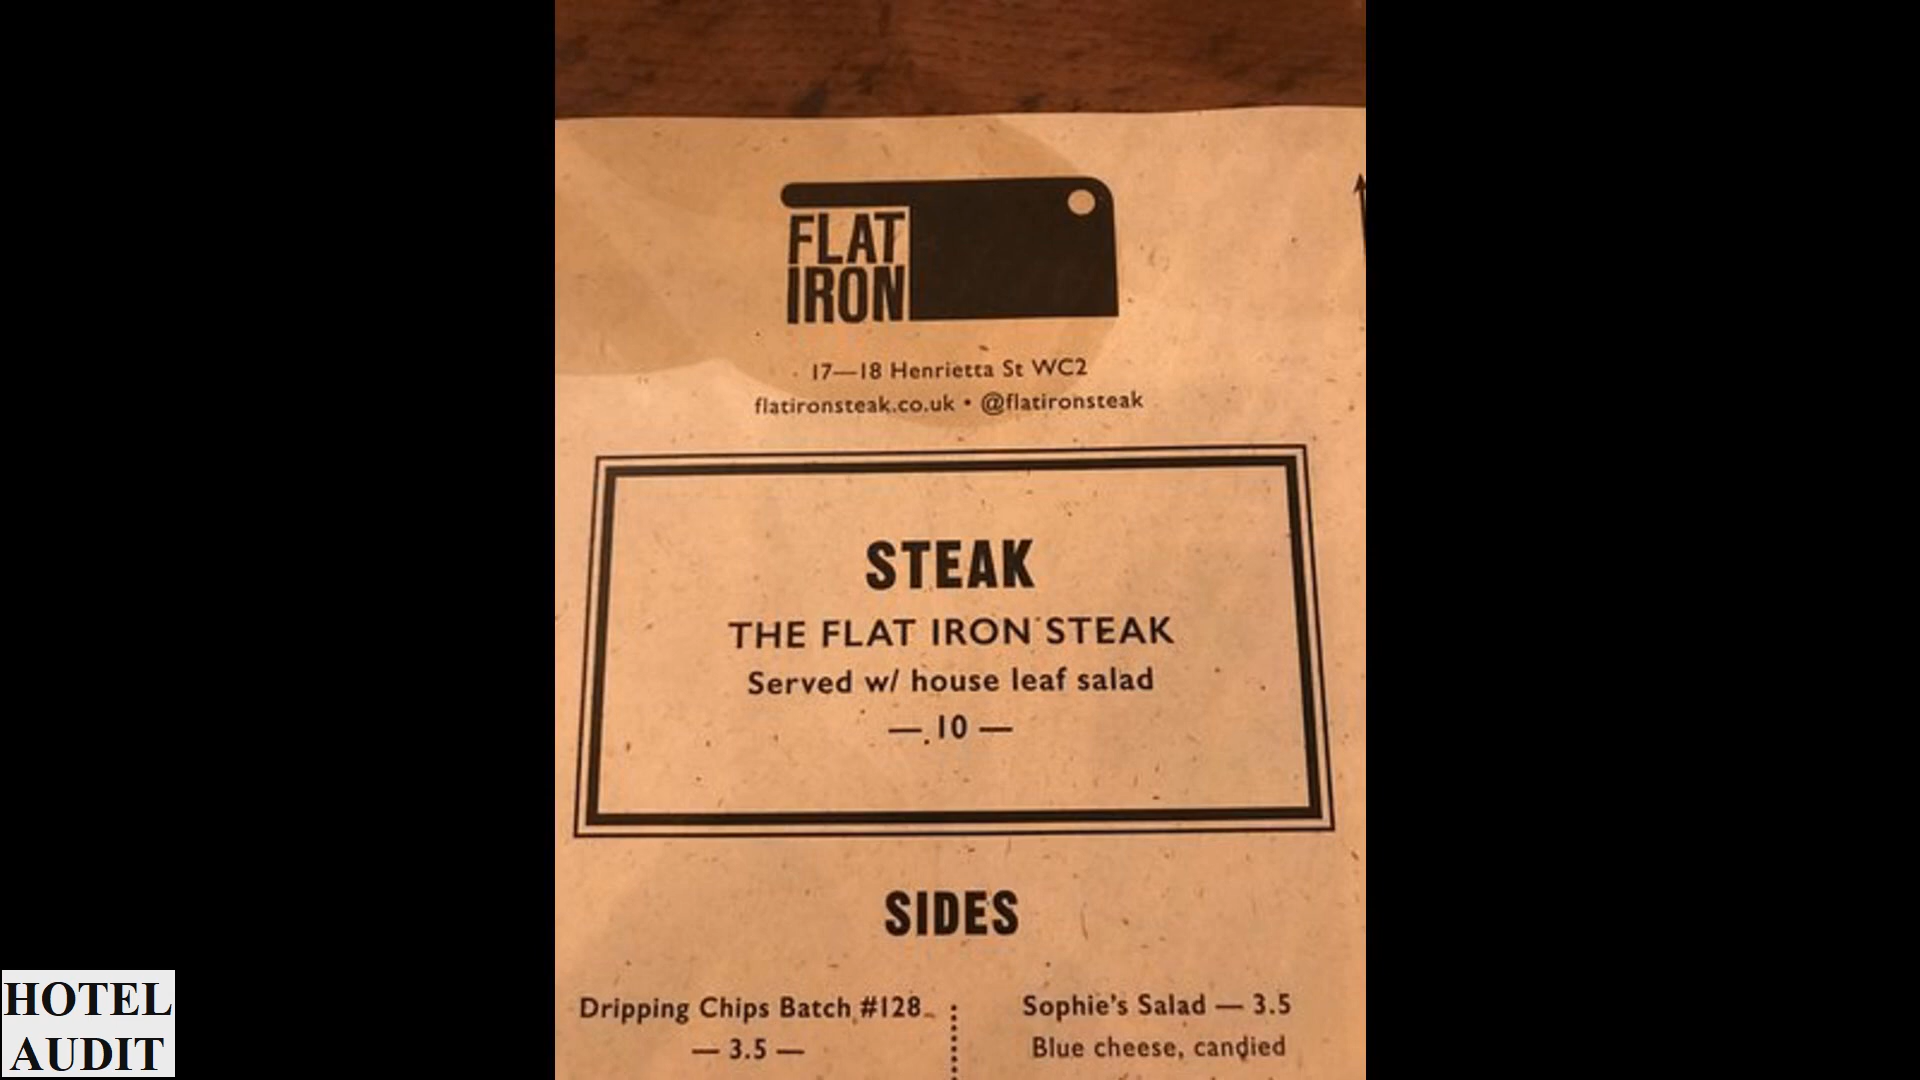 FLAT
IRON
17—18 Henrietta St WC2
flatironsteak.co.uk • @flatironsteak
STEAK
THE FLAT IRON STEAK
Served w/ house leaf salad
— 10 —
SIDES
Dripping Chips Batch #128
— 3.5 —
Sophie's Salad — 3.5
Blue cheese, candied
HOTEL
AUDIT